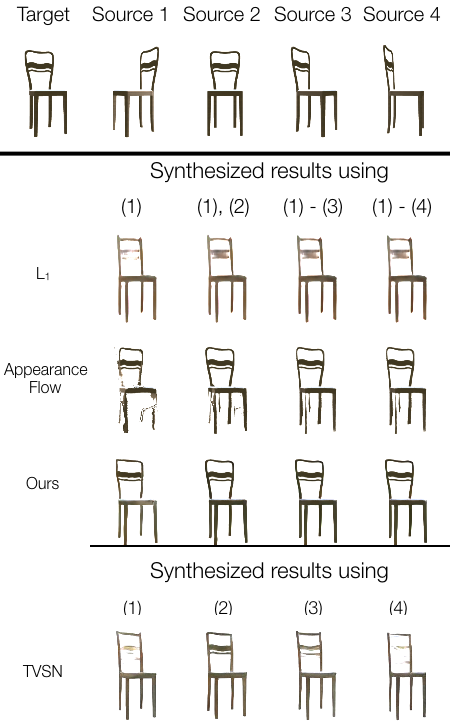 Target Source 1 Source 2 Source 3 Source 4
Synthesized results using
(1) (1), (2) (1) - (3) (1) - (4)
L₁
Appearance
Flow
Ours
Synthesized results using
(1) (2) (3) (4)
TVSN